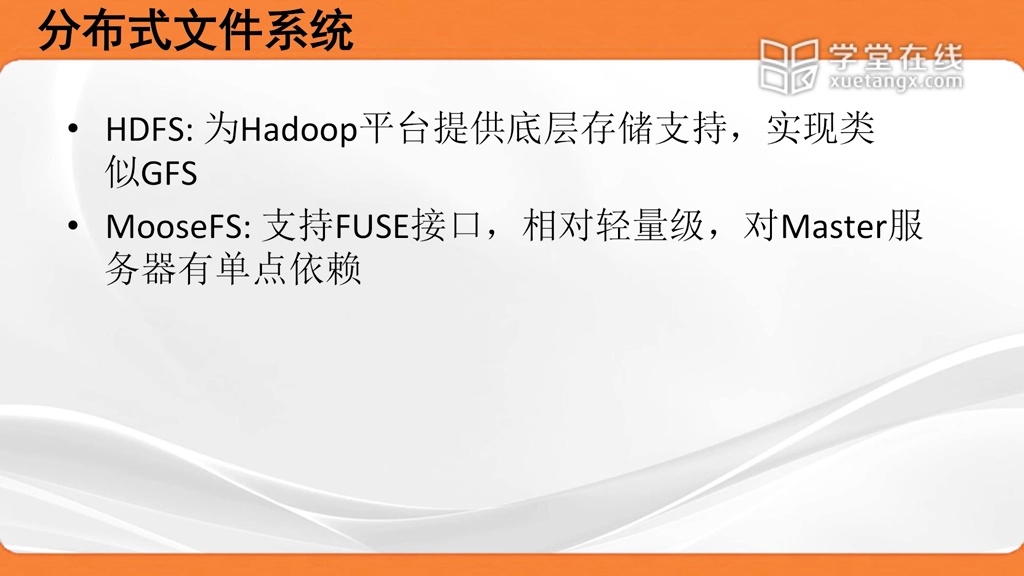 分布式文件系统
学堂在线
xuetangx.com
• HDFS: 为Hadoop平台提供底层存储支持，实现类
似GFS
• MooseFS: 支持FUSE接口，相对轻量级，对Master服
务器有单点依赖